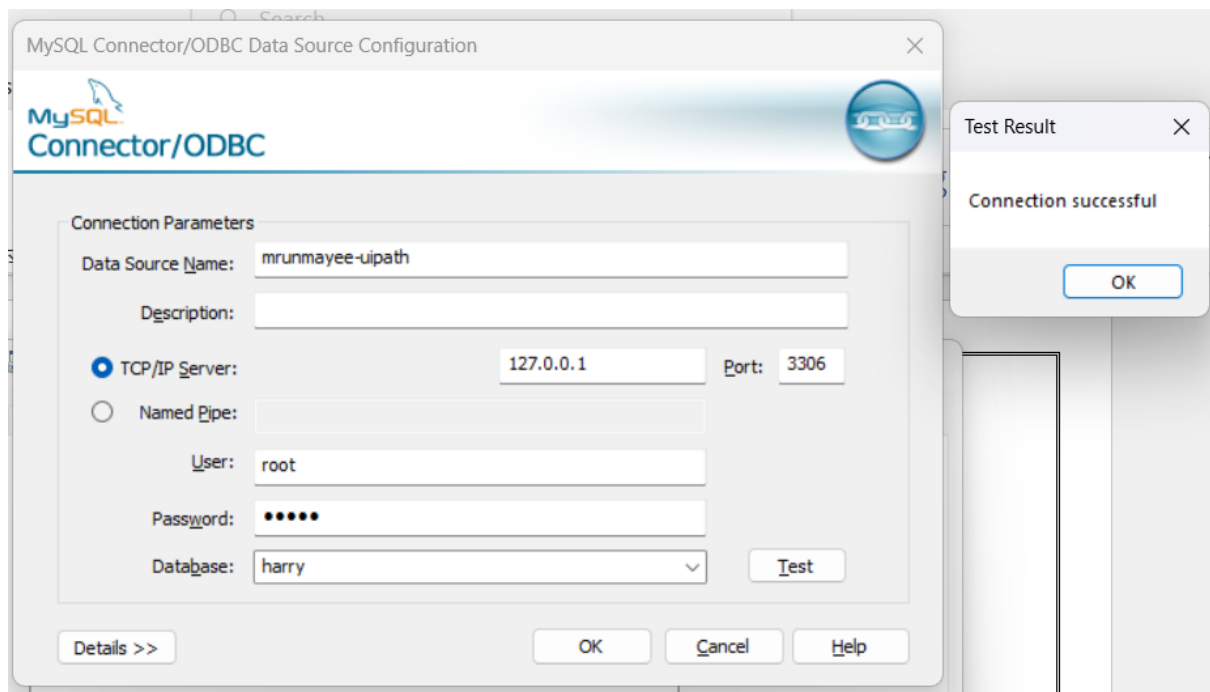 Search
MySQL Connector/ODBC Data Source Configuration
MySQL
Connector/ODBC
Connection Parameters
Data Source Name: mrunmayee-uipath
Description:
TCP/IP Server: 127.0.0.1 Port: 3306
Named Pipe:
User: root
Password: •••••
Database: harry Test
Details >> OK Cancel Help
Test Result
Connection successful
OK